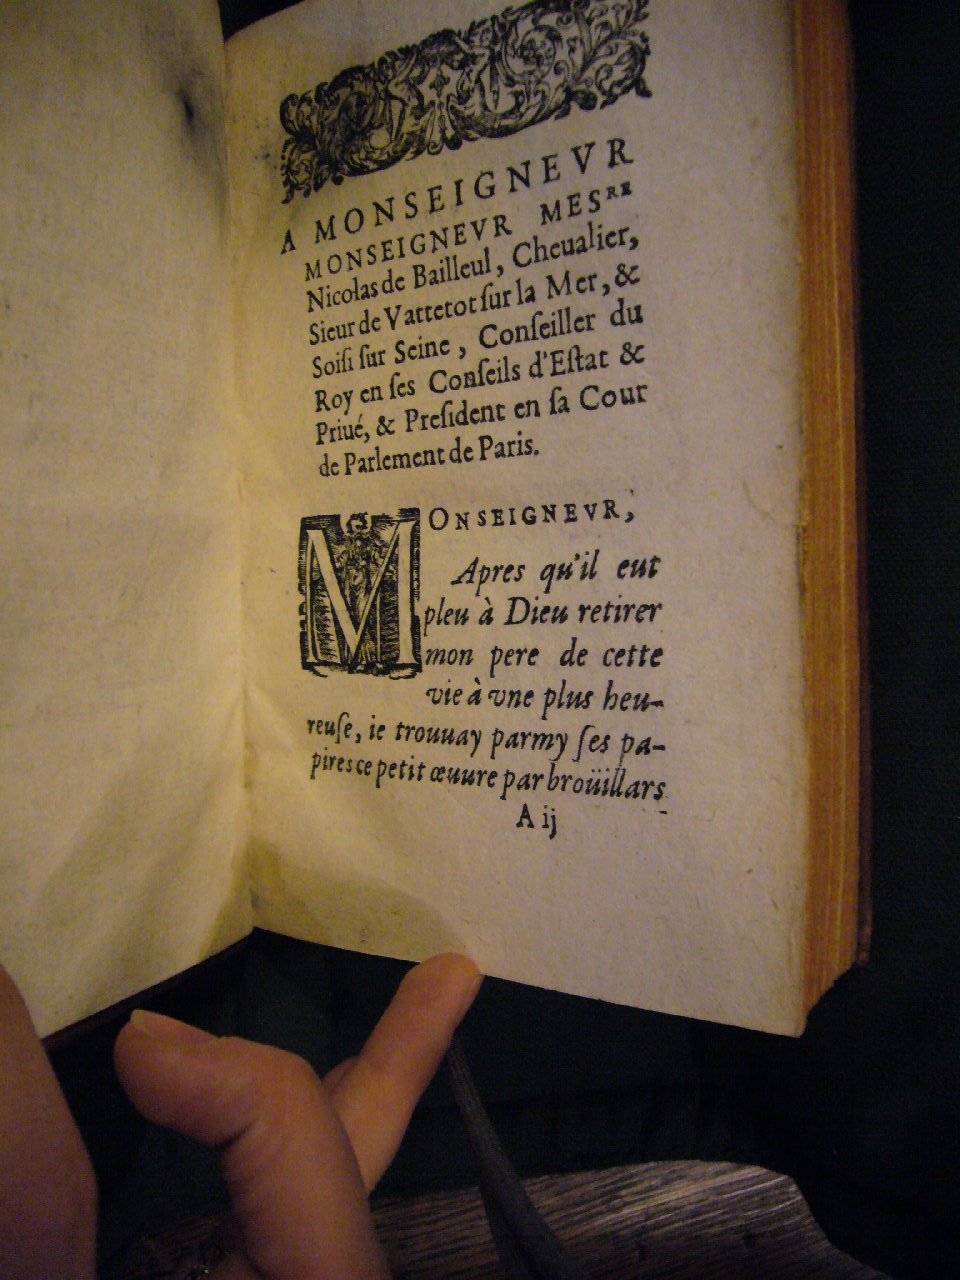 A MONSEIGNEVR
MONSEIGNEVR MESRE
Nicolas de Bailleul, Cheualier,
Sieur de Vattetot ſur la Mer, &
Soiſi ſur Seine, Conſeiller du
Roy en ſes Conſeils d'Eſtat &
Priué, & Preſident en ſa Cour
de Parlement de Paris.
MONSEIGNEVR,
Apres qu'il eut
pleu à Dieu retirer
mon pere de cette
vie à vne plus heu-
reuſe, ie trouuay parmy ſes pa-
pires ce petit œuure par broüillars
A ij